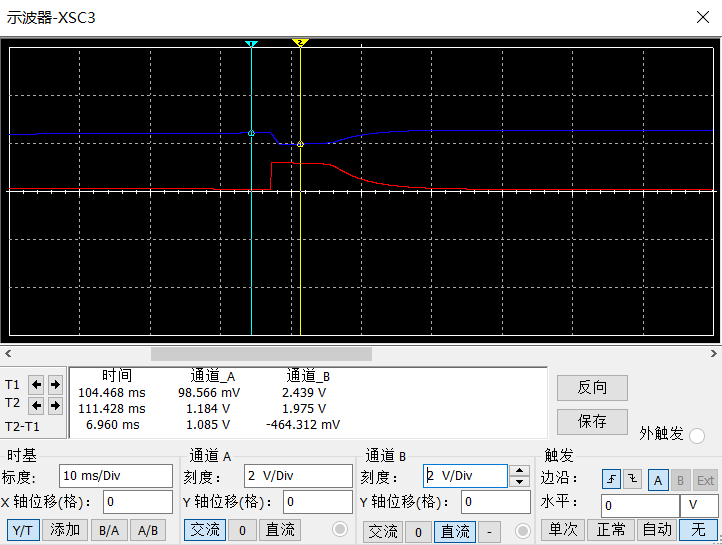 示波器-XSC3
1 2
时间 通道_A 通道_B
T1 104.468 ms 98.566 mV 2.439 V
T2 111.428 ms 1.184 V 1.975 V
T2-T1 6.960 ms 1.085 V -464.312 mV
反向
保存
外触发
时基 通道 A 通道 B 触发
标度: 10 ms/Div 刻度: 2 V/Div 刻度: 2 V/Div 边沿: A B Ext
X 轴位移(格): 0 Y 轴位移(格): 0 Y 轴位移(格): 0 水平: 0 V
Y/T 添加 B/A A/B 交流 0 直流 交流 0 直流 - 单次 正常 自动 无